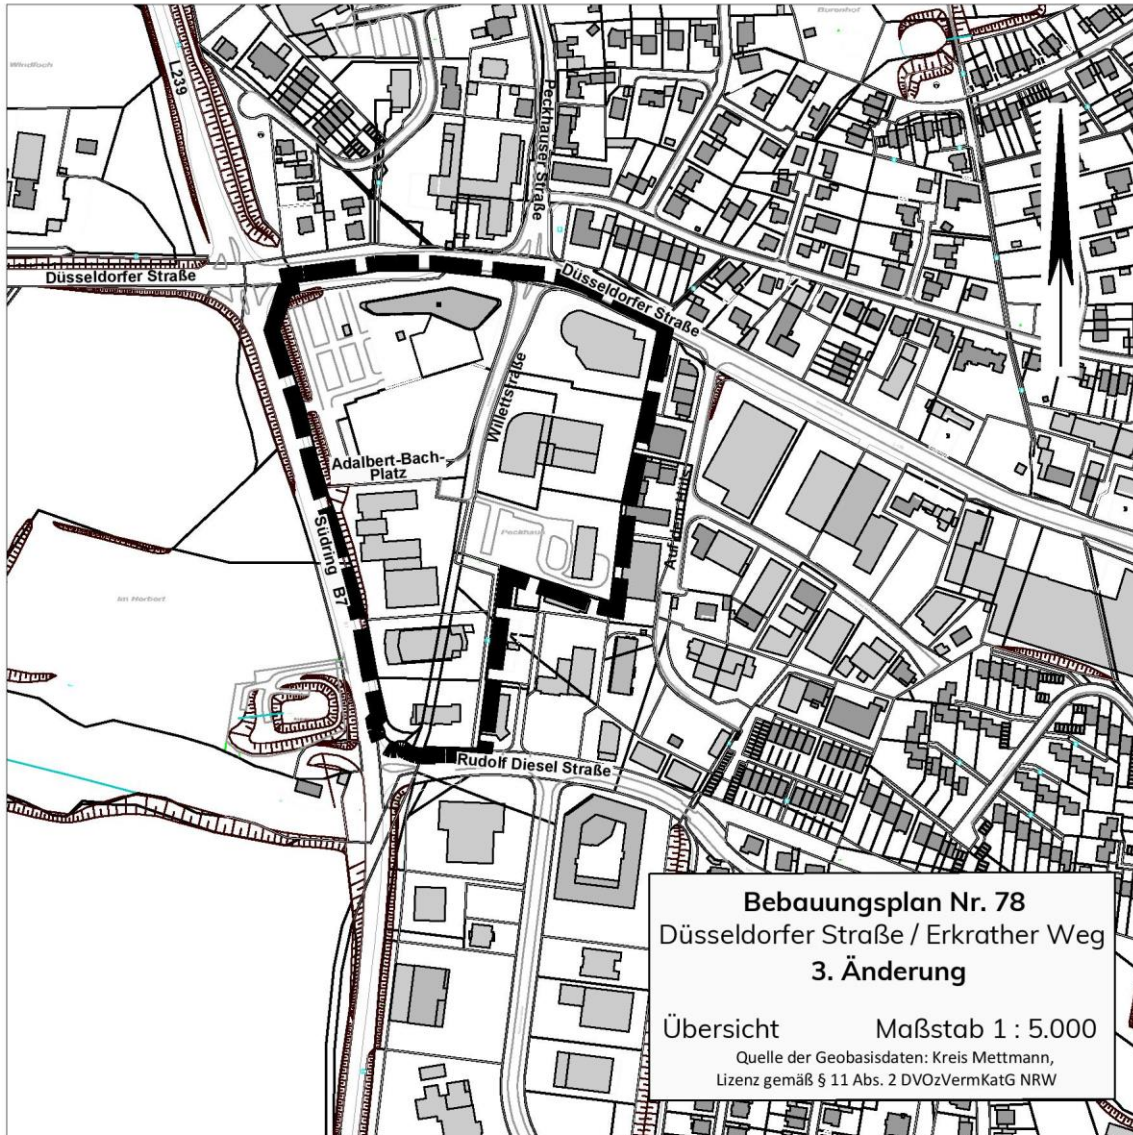 Windloch
L239
Peckhauser Straße
Düsseldorfer Straße
Düsseldorfer Straße
Willettstraße
Adalbert-Bach-
Platz
Peckhaus
Auf dem Hüls
Südring B7
Rudolf Diesel Straße
Bebauungsplan Nr. 78
Düsseldorfer Straße / Erkrather Weg
3. Änderung
Übersicht Maßstab 1 : 5.000
Quelle der Geobasisdaten: Kreis Mettmann,
Lizenz gemäß § 11 Abs. 2 DVOzVermKatG NRW